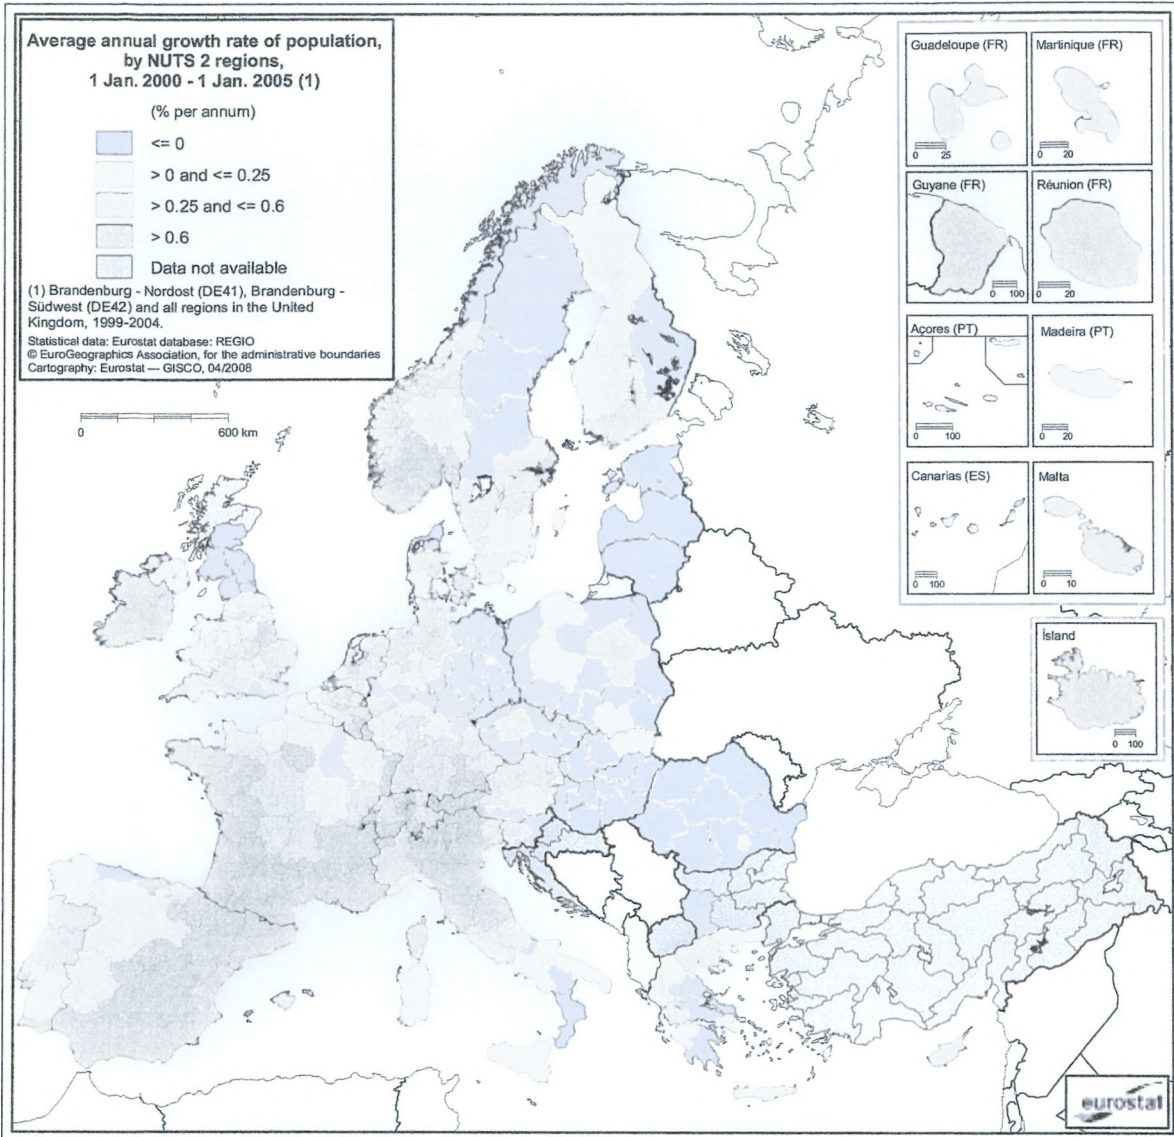 Average annual growth rate of population,
by NUTS 2 regions,
1 Jan. 2000 - 1 Jan. 2005 (1)
(% per annum)
<= 0
> 0 and <= 0.25
> 0.25 and <= 0.6
> 0.6
Data not available
(1) Brandenburg - Nordost (DE41), Brandenburg -
Südwest (DE42) and all regions in the United
Kingdom, 1999-2004.
Statistical data: Eurostat database: REGIO
© EuroGeographics Association, for the administrative boundaries
Cartography: Eurostat — GISCO, 04/2008
0 600 km
Guadeloupe (FR)
0 25
Martinique (FR)
0 20
Guyane (FR)
0 100
Réunion (FR)
0 20
Açores (PT)
0 100
Madeira (PT)
0 20
Canarias (ES)
0 100
Malta
0 10
Ísland
0 100
eurostat